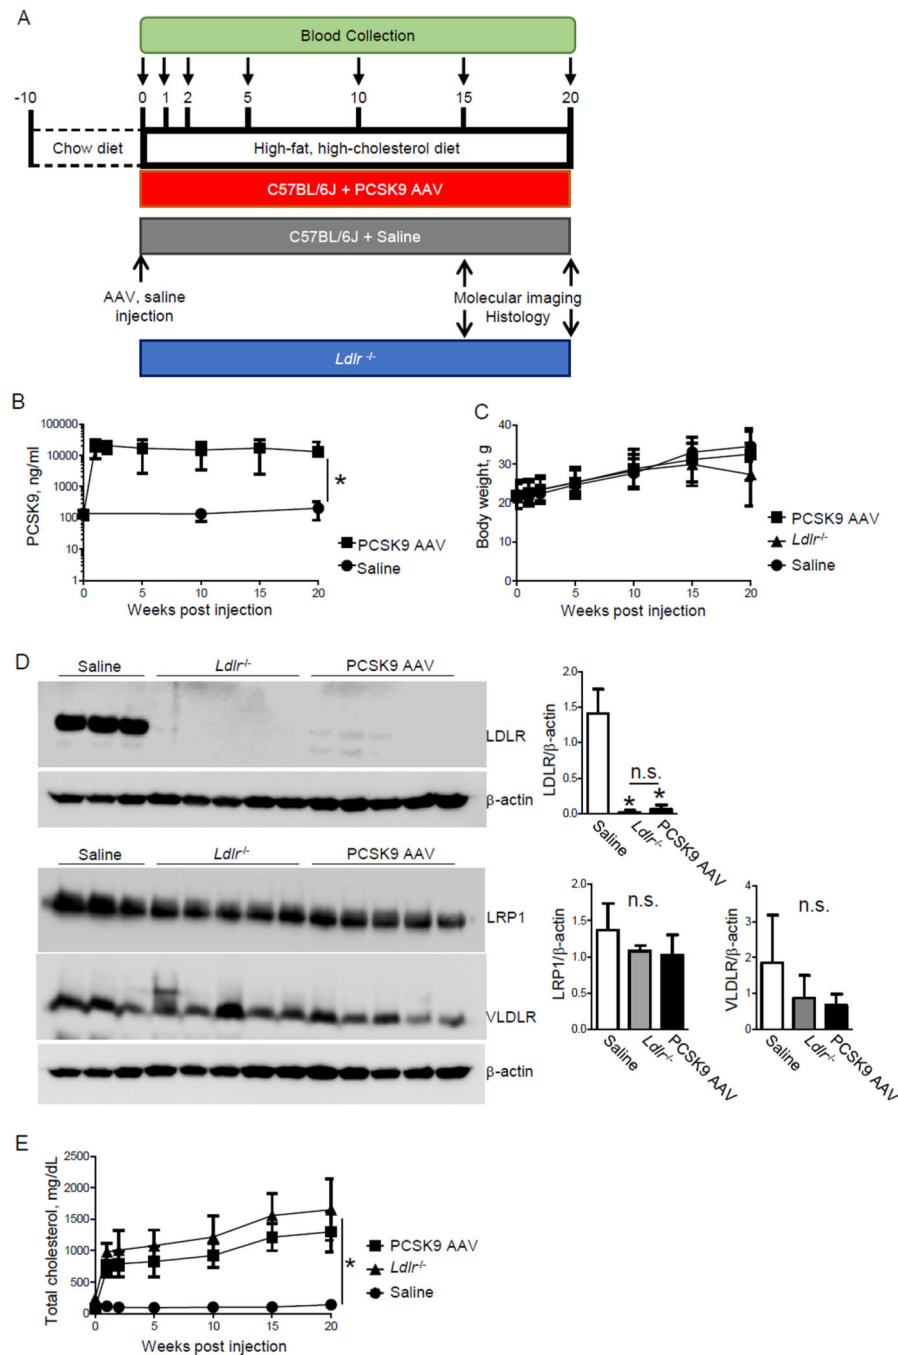 A
Blood Collection
0 1 2 5 10 15 20
-10
Chow diet
High-fat, high-cholesterol diet
C57BL/6J + PCSK9 AAV
C57BL/6J + Saline
AAV, saline
injection
Molecular imaging
Histology
Ldlr -/-
B
PCSK9, ng/ml
100000
10000
1000
100
10
1
0 5 10 15 20
Weeks post injection
*
PCSK9 AAV
Saline
C
Body weight, g
40
30
20
10
0
0 5 10 15 20
Weeks post injection
PCSK9 AAV
Ldlr-/-
Saline
D
Saline Ldlr-/- PCSK9 AAV
LDLR
β-actin
LDLR/β-actin
2.0
1.5
1.0
0.5
0.0
n.s.
* *
Saline Ldlr-/- PCSK9 AAV
Saline Ldlr-/- PCSK9 AAV
LRP1
VLDLR
β-actin
LRP1/β-actin
2.0
1.5
1.0
0.5
0.0
n.s.
Saline Ldlr-/- PCSK9 AAV
VLDLR/β-actin
4
3
2
1
0
n.s.
Saline Ldlr-/- PCSK9 AAV
E
Total cholesterol, mg/dL
2500
2000
1500
1000
500
0
0 5 10 15 20
Weeks post injection
*
PCSK9 AAV
Ldlr-/-
Saline